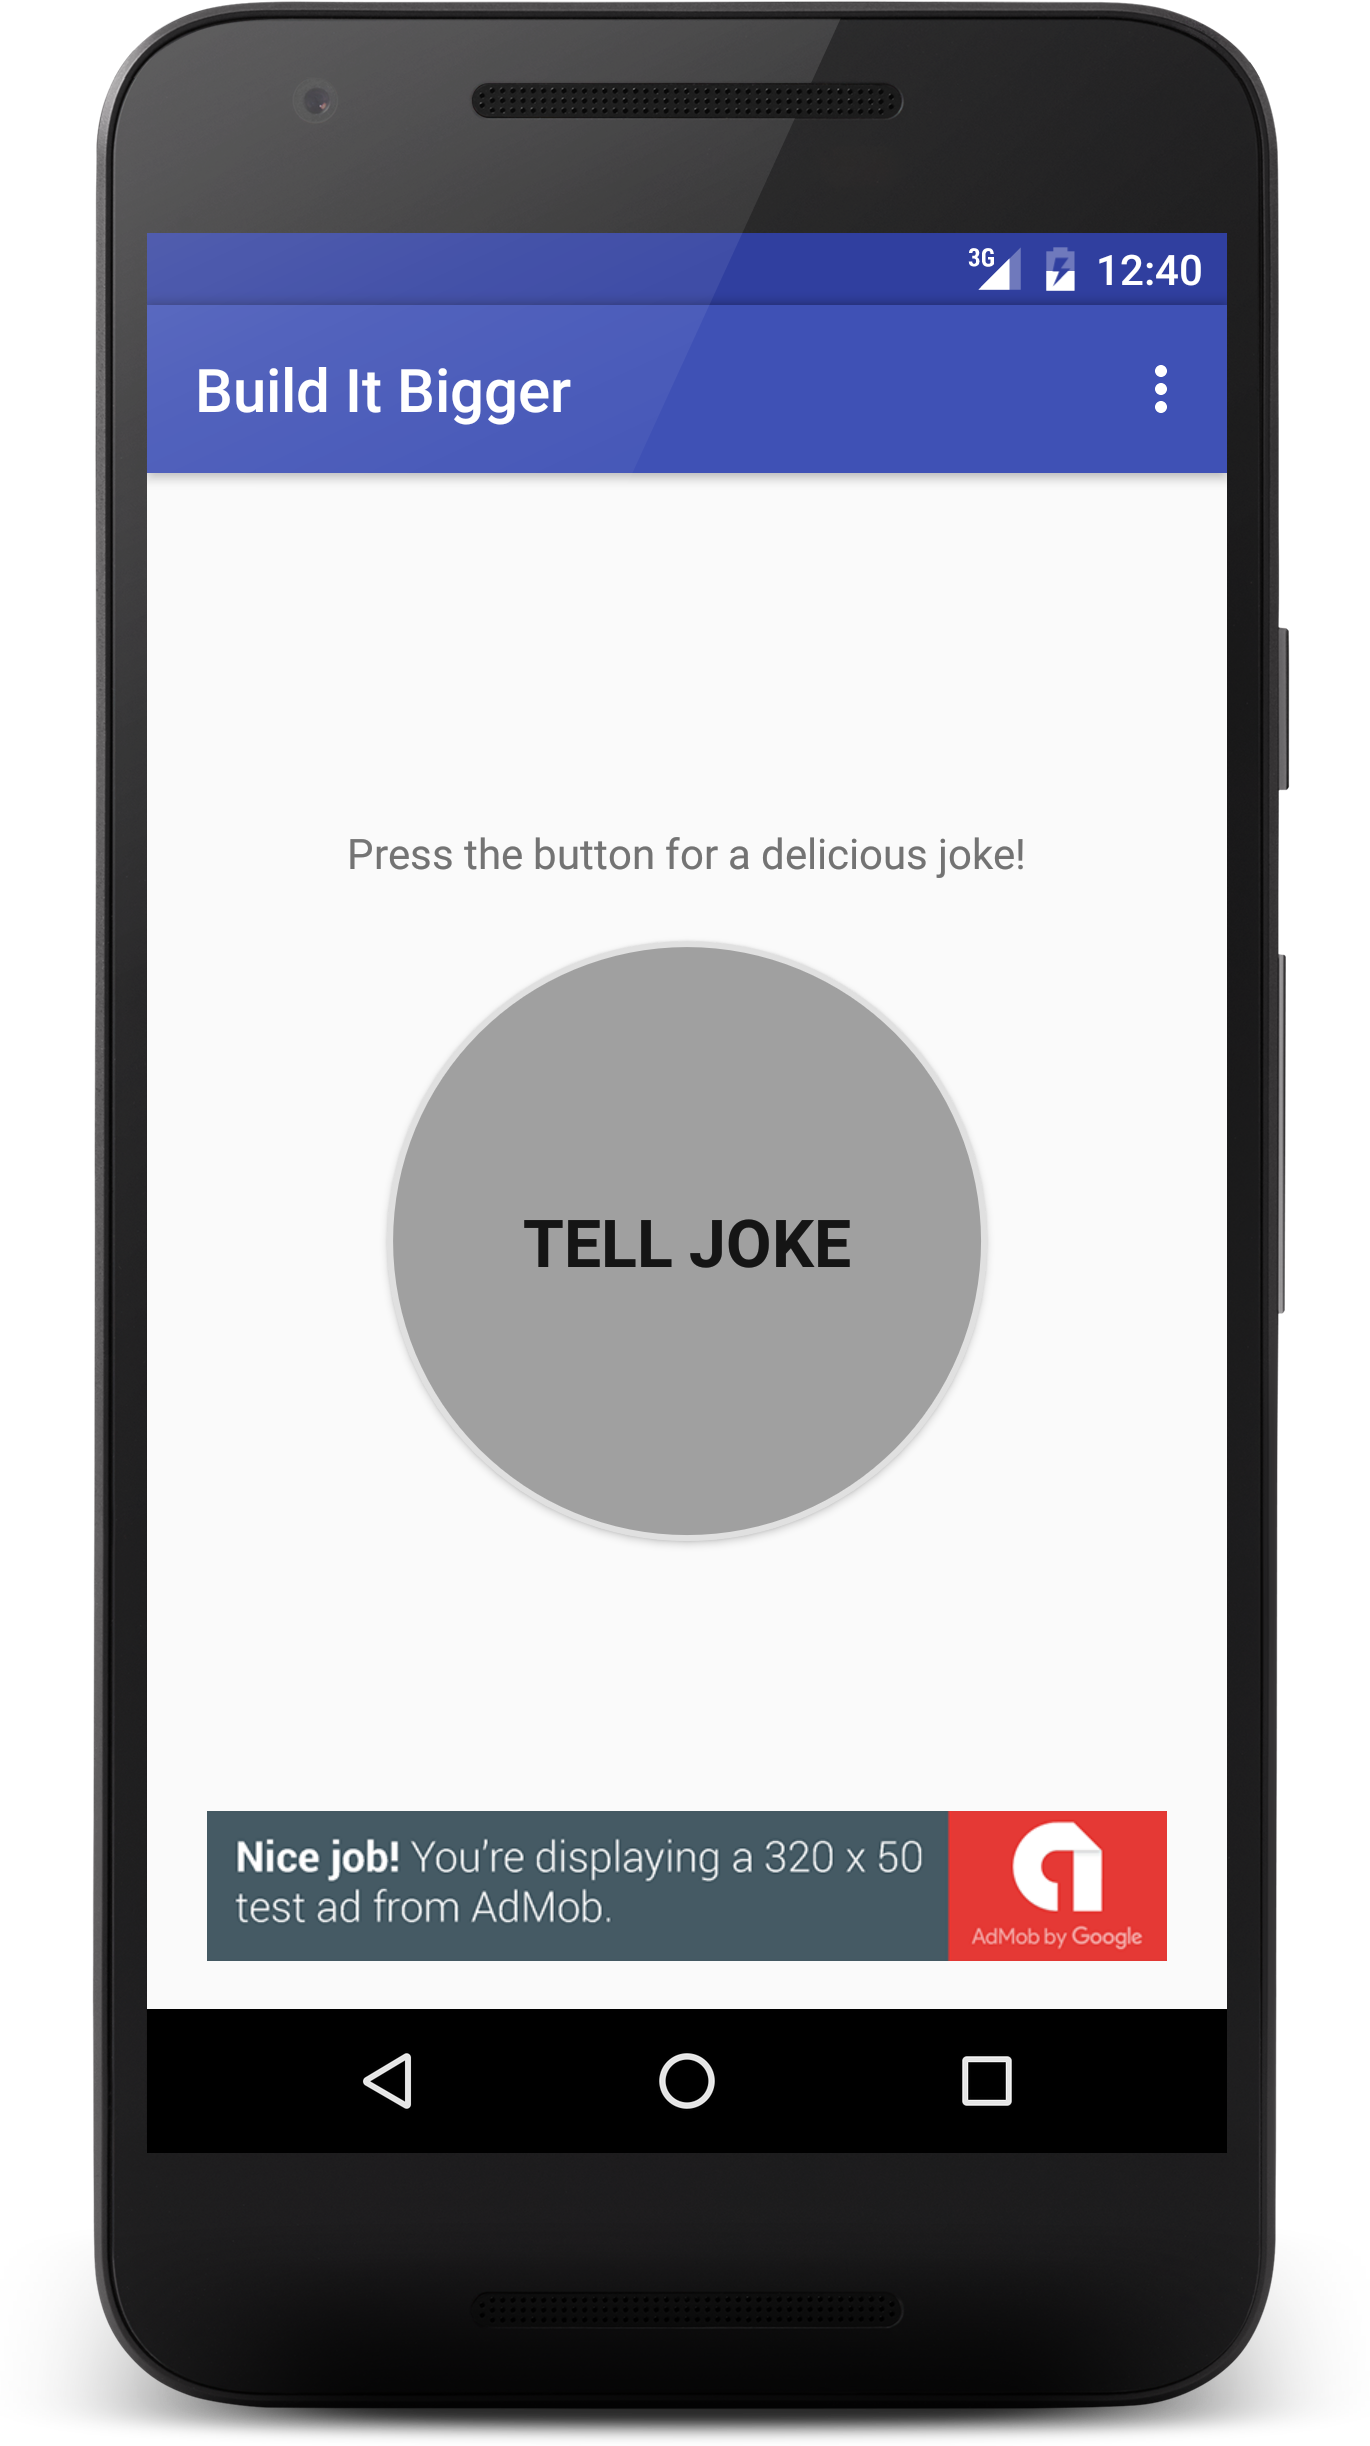 3G 12:40
Build It Bigger
Press the button for a delicious joke!
TELL JOKE
Nice job! You're displaying a 320 x 50
test ad from AdMob.
AdMob by Google